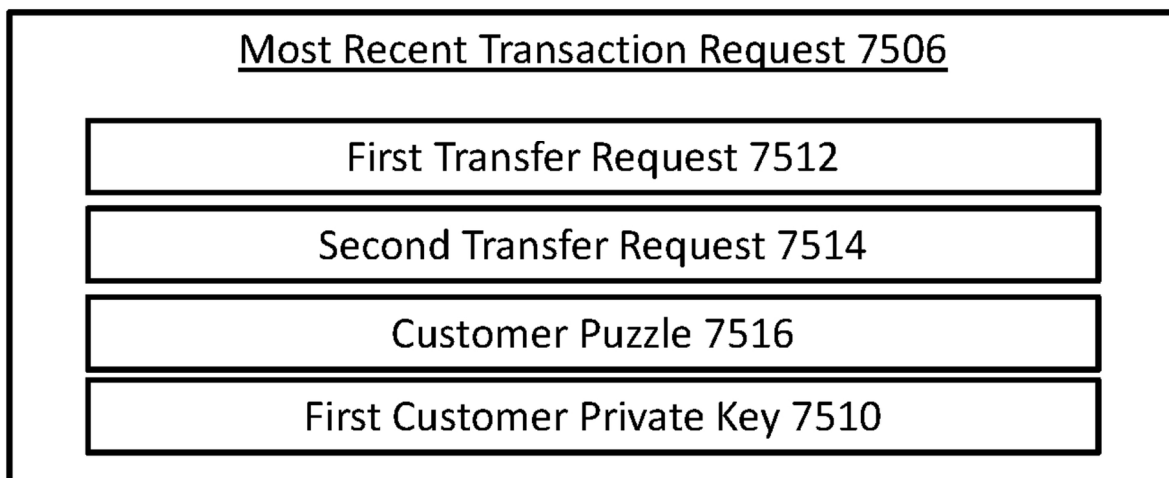 Most Recent Transaction Request 7506
First Transfer Request 7512
Second Transfer Request 7514
Customer Puzzle 7516
First Customer Private Key 7510